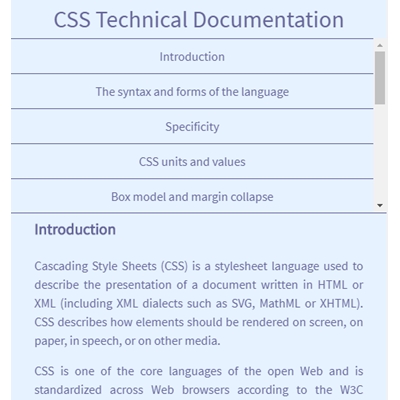 CSS Technical Documentation
Introduction
The syntax and forms of the language
Specificity
CSS units and values
Box model and margin collapse
Introduction
Cascading Style Sheets (CSS) is a stylesheet language used to
describe the presentation of a document written in HTML or
XML (including XML dialects such as SVG, MathML or XHTML).
CSS describes how elements should be rendered on screen, on
paper, in speech, or on other media.
CSS is one of the core languages of the open Web and is
standardized across Web browsers according to the W3C